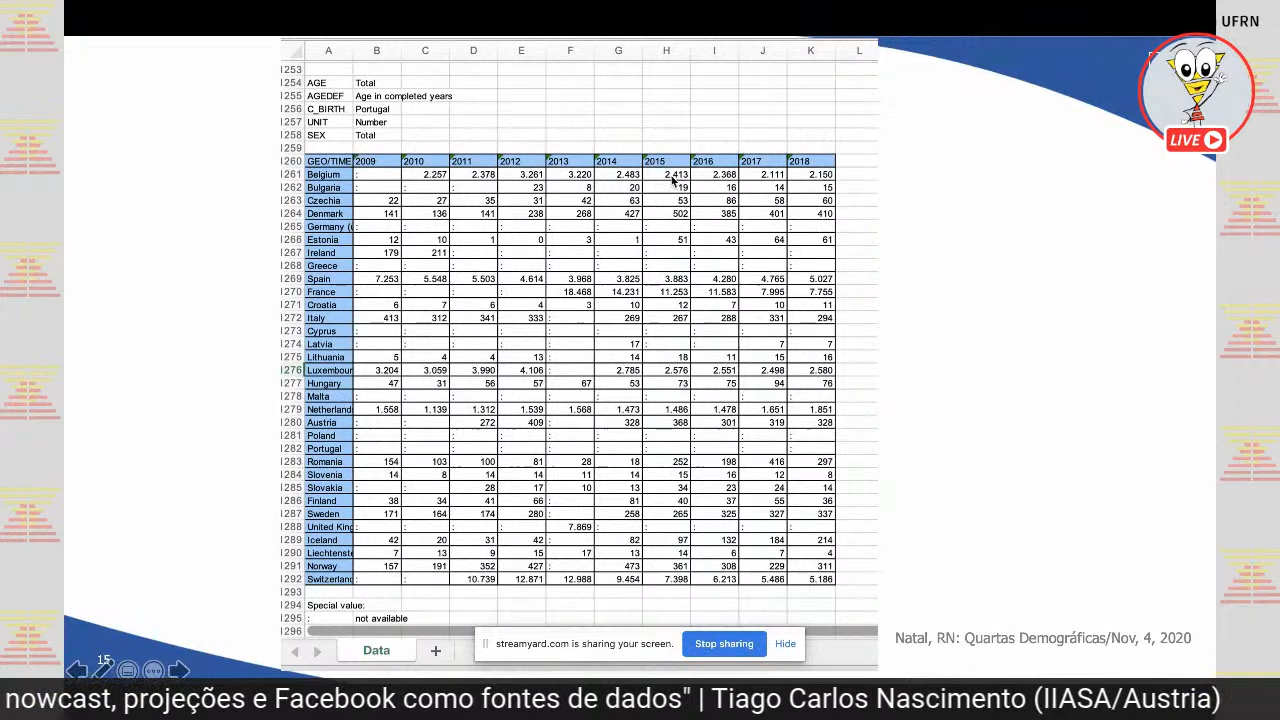 UFRN
LIVE
A B C D E F G H I J K L
1253
1254 AGE Total
1255 AGEDEF Age in completed years
1256 C_BIRTH Portugal
1257 UNIT Number
1258 SEX Total
1259
1260 GEO/TIME 2009 2010 2011 2012 2013 2014 2015 2016 2017 2018
1261 Belgium : 2.257 2.378 3.261 3.220 2.483 2.413 2.368 2.111 2.150
1262 Bulgaria : : : 23 8 20 19 16 14 15
1263 Czechia 22 27 35 31 42 63 53 86 58 60
1264 Denmark 141 136 141 238 268 427 502 385 401 410
1265 Germany (u : : : : : : : : : :
1266 Estonia 12 10 1 0 3 1 51 43 64 61
1267 Ireland 79 211 : : : : : : : :
1268 Greece : : : : : : : : : :
1269 Spain 7.253 5.548 4.614 3.968 3.825 3.883 4.280 4.765 5.027
1270 France : : : : 18.468 14.231 11.253 11.583 7.995 7.755
1271 Croatia 6 7 6 4 3 10 12 7 10 11
1272 Italy 413 312 341 333 : 269 267 288 331 294
1273 Cyprus : : : : : : : : : :
1274 Latvia : : : : : 17 : : 7 7
1275 Lithuania 5 4 4 13 : 14 18 11 15 :
1276 Luxembour 3.204 3.059 3.990 4.106 : 2.785 2.576 2.551 2.498 2.580
1277 Hungary 47 31 56 57 67 53 73 75 94 76
1278 Malta : : : : : : : : : :
1279 Netherland 1.556 1.139 1.312 1.539 1.568 1.473 1.486 1.478 1.651 1.851
1280 Austria : : 272 409 : 328 368 301 319 328
1281 Poland : : : : : : : : : :
1282 Portugal : : : : : : : : : :
1283 Romania 154 103 100 81 28 18 252 198 416 292
1284 Slovenia 14 8 14 14 11 14 15 16 12 18
1285 Slovakia : : 28 17 10 13 34 23 24 14
1286 Finland 38 34 41 66 : 81 40 37 55 36
1287 Sweden 171 164 174 280 : 258 265 325 327 337
1288 United King : : : : 7.869 : : : : :
1289 Iceland 42 20 31 42 : 82 97 132 184 214
1290 Liechtenste 7 13 9 15 17 13 14 6 7 4
1291 Norway 157 191 352 427 : 473 361 308 229 311
1292 Switzerland : : 10.739 12.871 12.988 9.454 7.398 6.213 5.486
1293
1294 Special value:
1295 : not available
1296
Data +
streamyard.com is sharing your screen. Stop sharing Hide
Natal, RN: Quartas Demográficas/Nov, 4, 2020
15
nowcast, projeções e Facebook como fontes de dados" | Tiago Carlos Nascimento (IIASA/Austria)